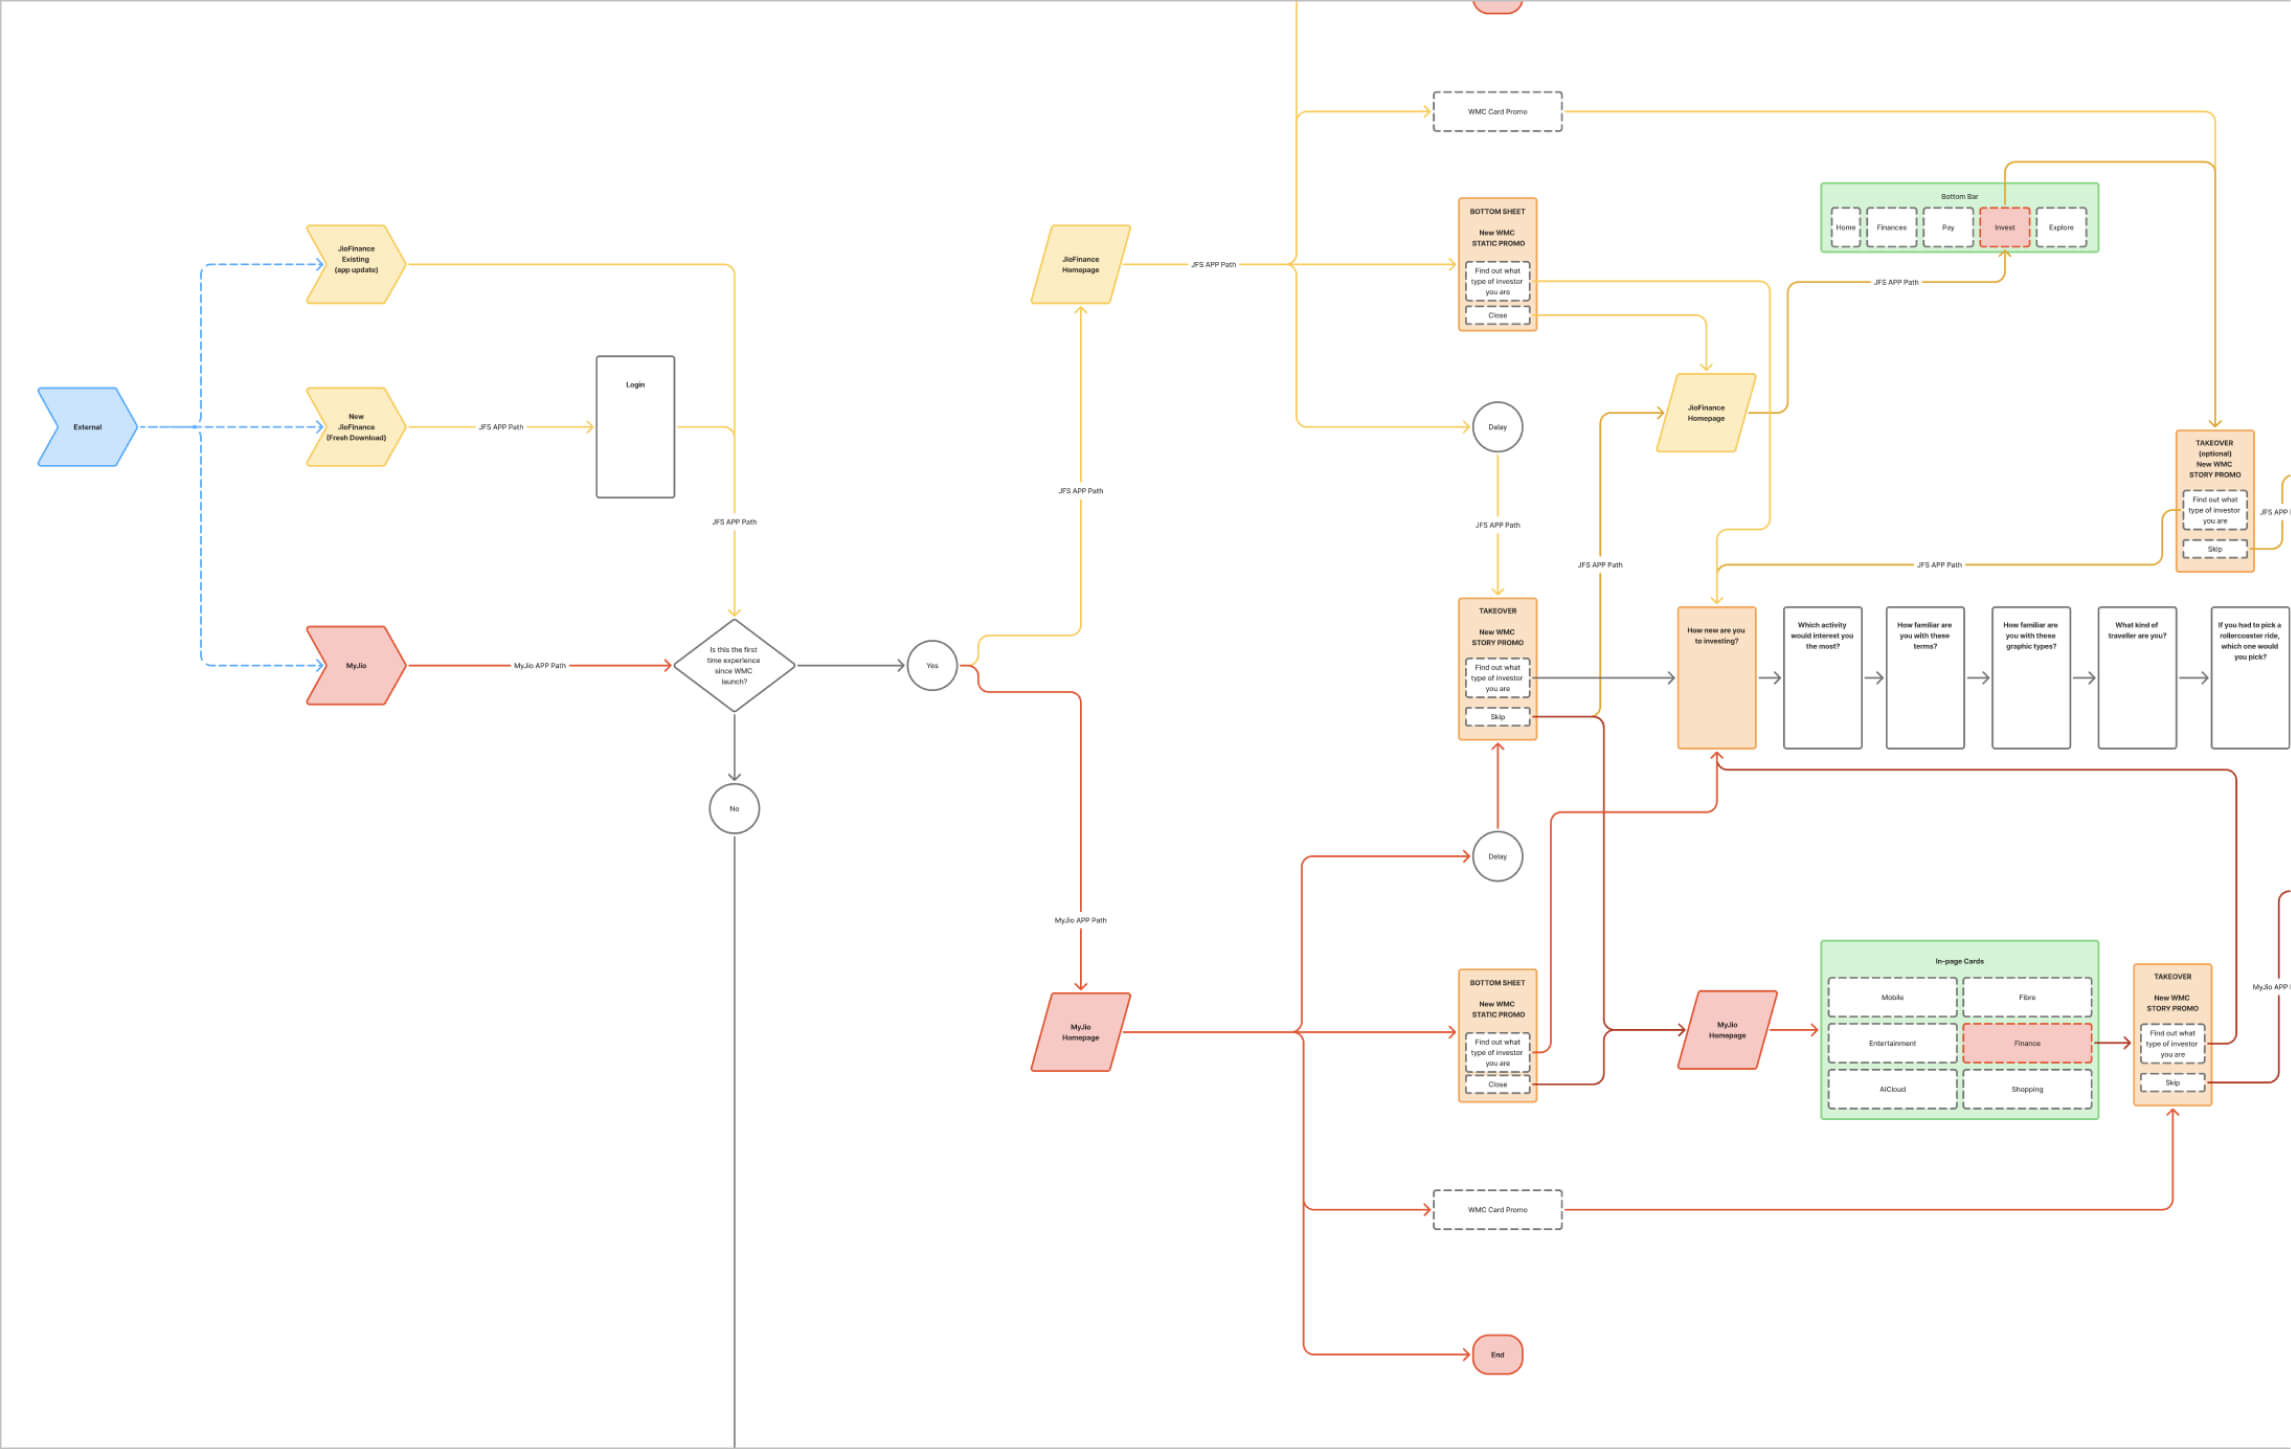 WMC Card Promo
Bottom Bar
Home
Finances
Pay
Invest
Explore
BOTTOM SHEET
New WMC
STATIC PROMO
Find out what
type of investor
you are
Close
JioFinance
Existing
(app update)
JioFinance
Homepage
JFS APP Path
JFS APP Path
Login
New
JioFinance
(Fresh Download)
JFS APP Path
External
JioFinance
Homepage
Delay
TAKEOVER
(optional)
New WMC
STORY PROMO
Find out what
type of investor
you are
Skip
JFS APP
JFS APP Path
JFS APP Path
JFS APP Path
JFS APP Path
JFS APP Path
MyJio
MyJio APP Path
Is this the first
time experience
since WMC
launch?
Yes
No
TAKEOVER
New WMC
STORY PROMO
Find out what
type of investor
you are
Skip
How new are you
to investing?
Which activity
would interest you
the most?
How familiar are
you with these
terms?
How familiar are
you with these
graphic types?
What kind of
traveller are you?
If you had to pick a
rollercoaster ride,
which one would
you pick?
Delay
MyJio APP Path
MyJio
Homepage
BOTTOM SHEET
New WMC
STATIC PROMO
Find out what
type of investor
you are
Close
MyJio
Homepage
In-page Cards
Mobile
Fibre
Entertainment
Finance
AiCloud
Shopping
TAKEOVER
New WMC
STORY PROMO
Find out what
type of investor
you are
Skip
MyJio APP
WMC Card Promo
End